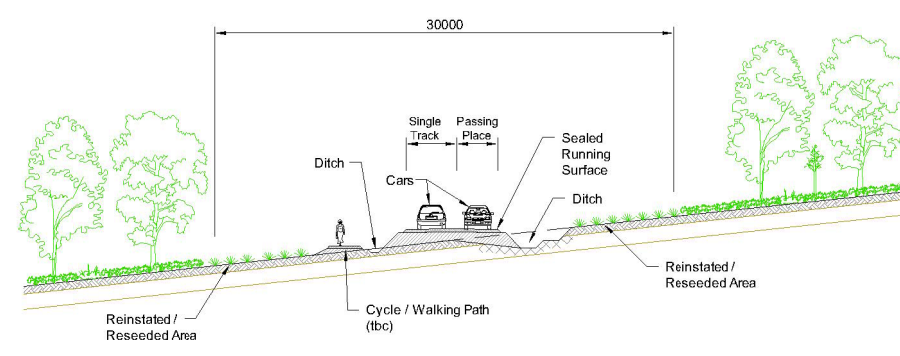 30000
Single
Track
Passing
Place
Sealed
Running
Surface
Ditch
Cars
Ditch
Reinstated /
Reseeded Area
Cycle / Walking Path
(tbc)
Reinstated /
Reseeded Area